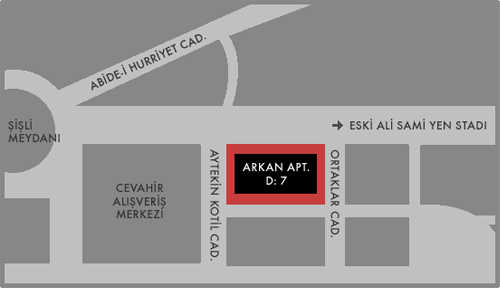 ABİDE-İ HURRİYET CAD.
ŞİŞLİ
MEYDANI
➔ ESKİ ALİ SAMİ YEN STADI
CEVAHİR
ALIŞVERİŞ
MERKEZİ
AYTEKİN KOTİL CAD.
ARKAN APT.
D: 7
ORTAKLAR CAD.